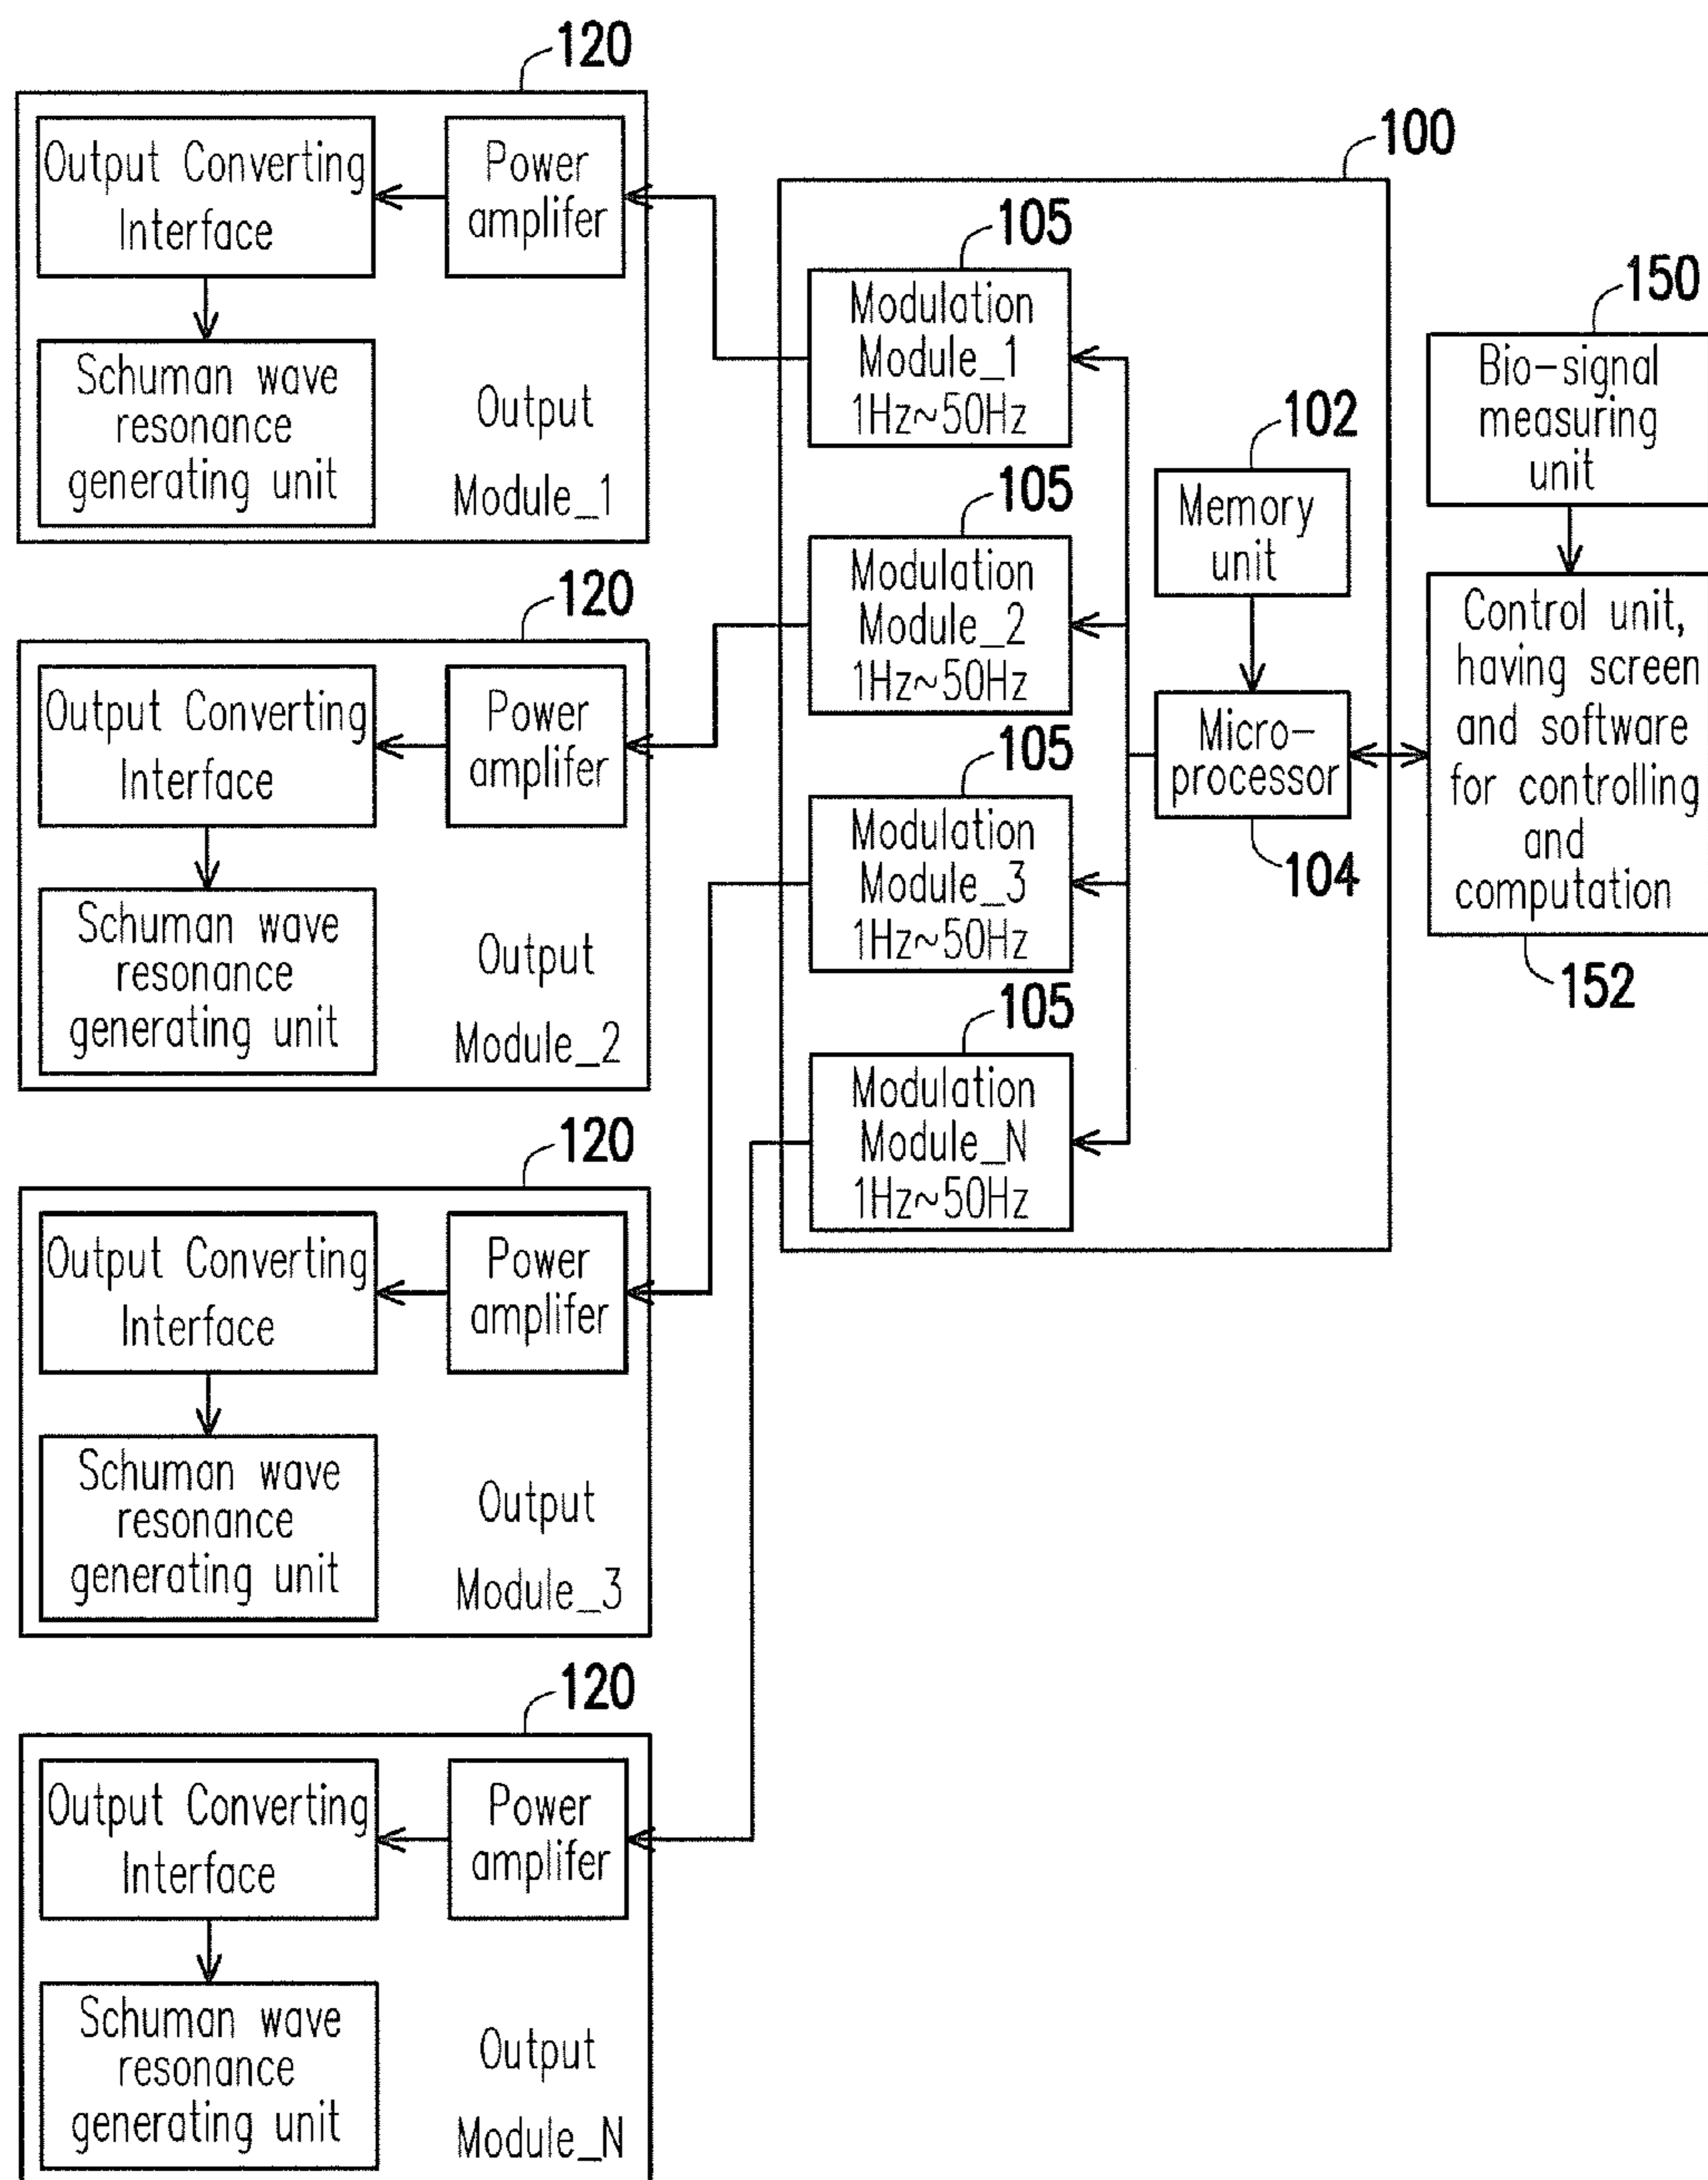 120
Output Converting
Interface
Power
amplifer
Schuman wave
resonance
generating unit
Output
Module_1
120
Output Converting
Interface
Power
amplifer
Schuman wave
resonance
generating unit
Output
Module_2
120
Output Converting
Interface
Power
amplifer
Schuman wave
resonance
generating unit
Output
Module_3
120
Output Converting
Interface
Power
amplifer
Schuman wave
resonance
generating unit
Output
Module_N
100
105
Modulation
Module_1
1Hz~50Hz
105
Modulation
Module_2
1Hz~50Hz
105
Modulation
Module_3
1Hz~50Hz
105
Modulation
Module_N
1Hz~50Hz
102
Memory
unit
Micro-
processor
104
150
Bio-signal
measuring
unit
Control unit,
having screen
and software
for controlling
and
computation
152